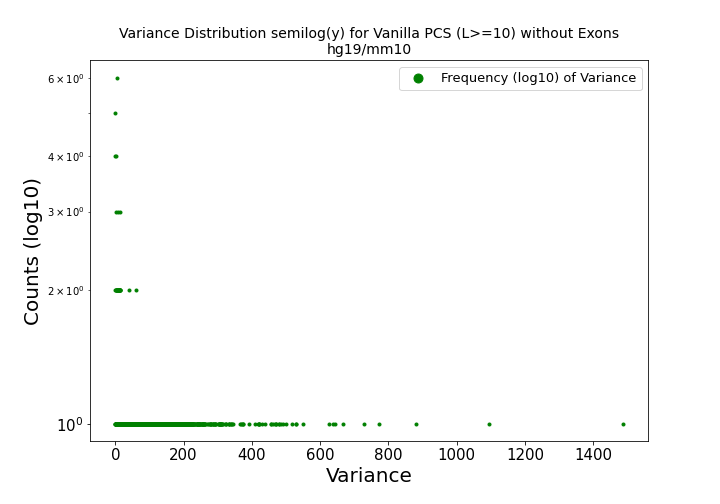 Variance Distribution semilog(y) for Vanilla PCS (L>=10) without Exons
hg19/mm10
Frequency (log10) of Variance
Counts (log10)
6 × 10⁰
4 × 10⁰
3 × 10⁰
2 × 10⁰
10⁰
0 200 400 600 800 1000 1200 1400
Variance